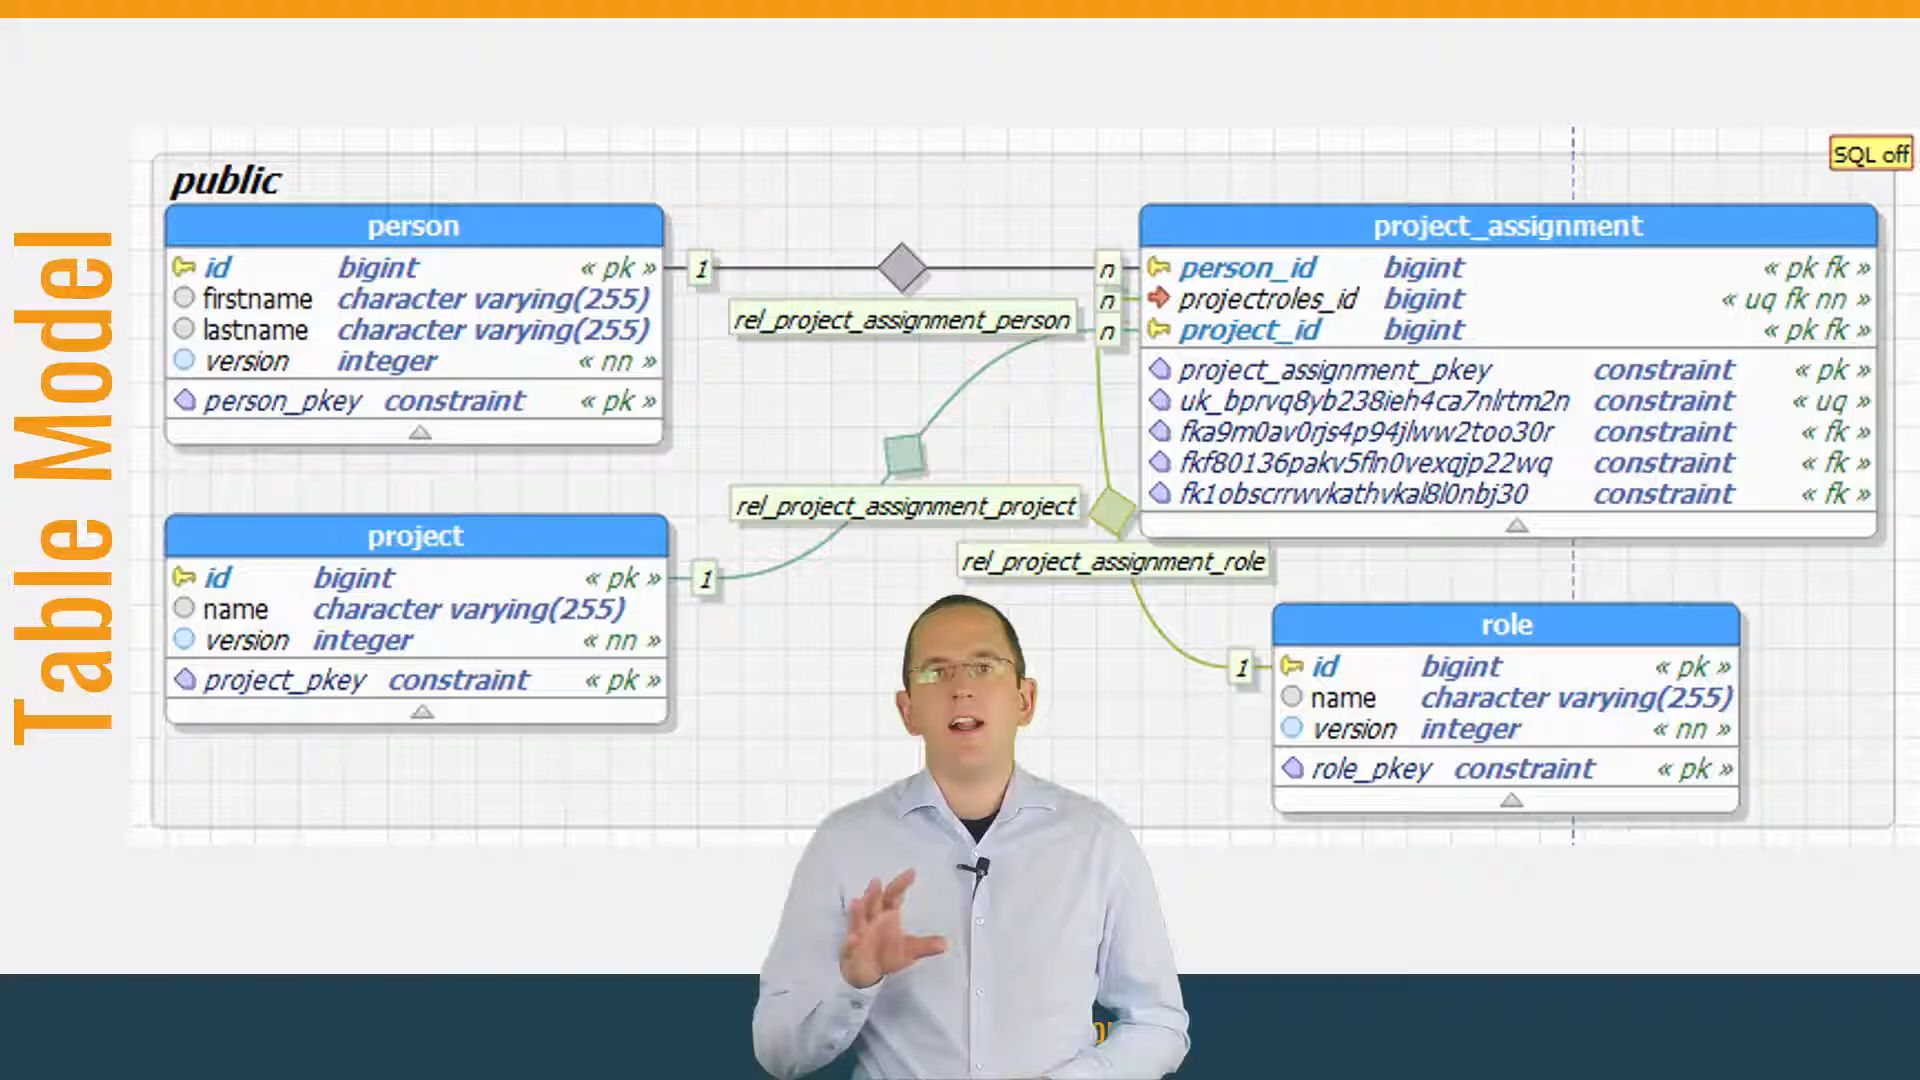 Table Model
SQL off
public
person
id bigint « pk »
firstname character varying(255)
lastname character varying(255)
version integer « nn »
person_pkey constraint « pk »
1
n
n
n
rel_project_assignment_person
project_assignment
person_id bigint « pk fk »
projectroles_id bigint « uq fk nn »
project_id bigint « pk fk »
project_assignment_pkey constraint « pk »
uk_bprvq8yb238ieh4ca7nlrtm2n constraint « uq »
fka9m0av0rjs4p94jlww2too30r constraint « fk »
fkf80136pakv5fln0vexqjp22wq constraint « fk »
fk1obscrrwvkathvkal8l0nbj30 constraint « fk »
rel_project_assignment_project
project
id bigint « pk »
name character varying(255)
version integer « nn »
project_pkey constraint « pk »
1
rel_project_assignment_role
1
role
id bigint « pk »
name character varying(255)
version integer « nn »
role_pkey constraint « pk »